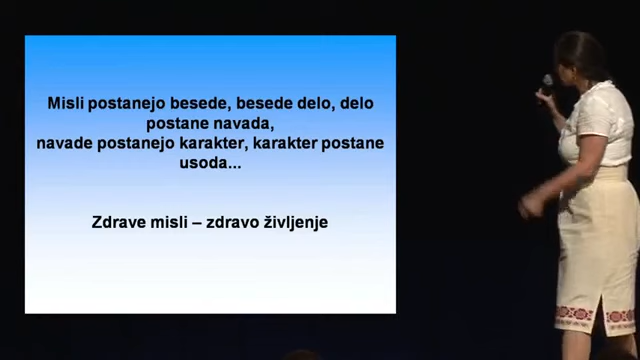 Misli postanejo besede, besede delo, delo
postane navada,
navade postanejo karakter, karakter postane
usoda...
Zdrave misli – zdravo življenje